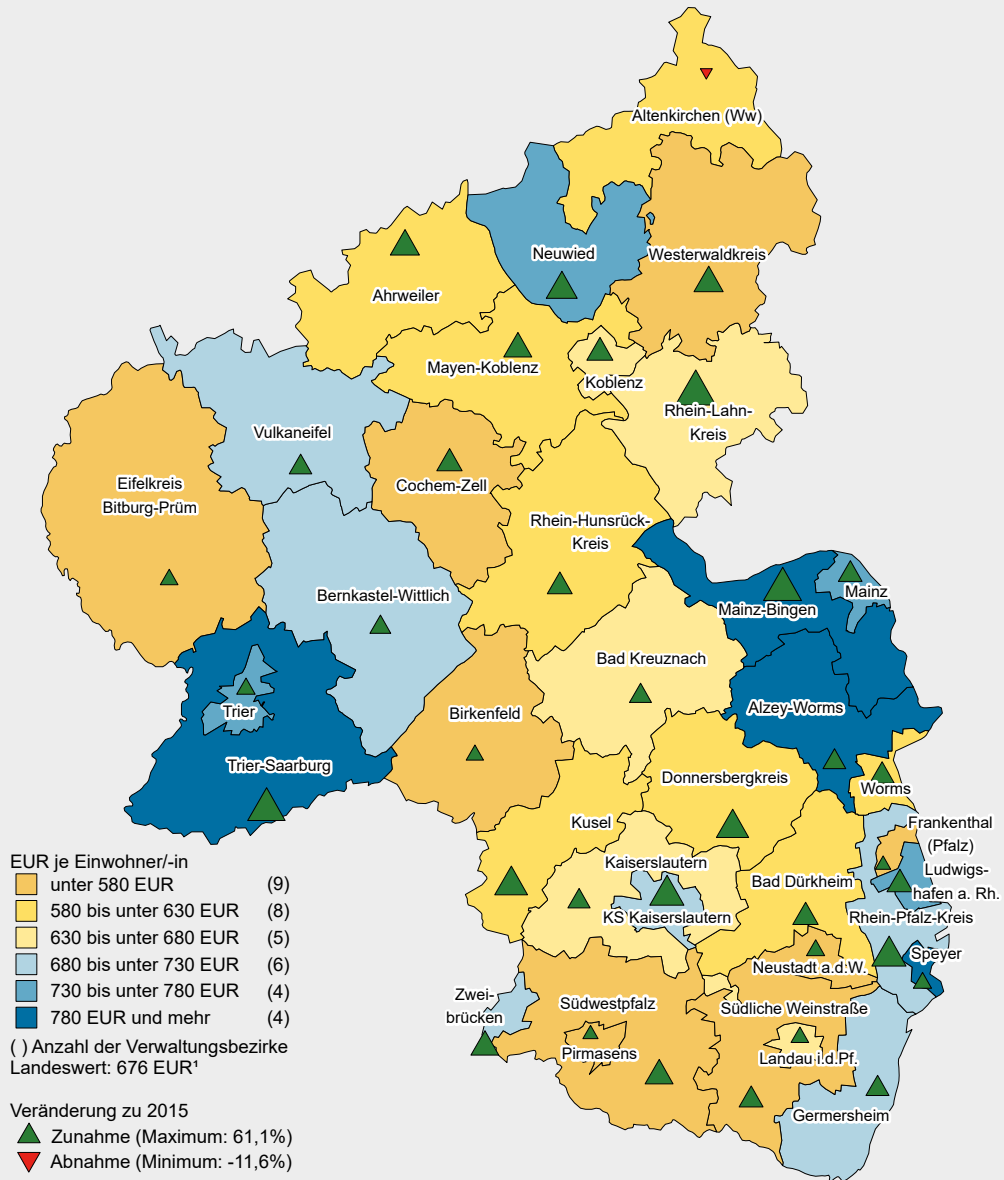 Altenkirchen (Ww)
Neuwied
Westerwaldkreis
Ahrweiler
Mayen-Koblenz
Koblenz
Rhein-Lahn-
Kreis
Vulkaneifel
Cochem-Zell
Eifelkreis
Bitburg-Prüm
Rhein-Hunsrück-
Kreis
Bernkastel-Wittlich
Mainz-Bingen
Mainz
Bad Kreuznach
Alzey-Worms
Trier
Birkenfeld
Trier-Saarburg
Donnersbergkreis
Worms
Kusel
Frankenthal
(Pfalz)
Kaiserslautern
Ludwigs-
hafen a. Rh.
Bad Dürkheim
KS Kaiserslautern
Rhein-Pfalz-Kreis
Speyer
Neustadt a.d.W.
Zwei-
brücken
Südwestpfalz
Südliche Weinstraße
Pirmasens
Landau i.d.Pf.
Germersheim
EUR je Einwohner/-in
unter 580 EUR (9)
580 bis unter 630 EUR (8)
630 bis unter 680 EUR (5)
680 bis unter 730 EUR (6)
730 bis unter 780 EUR (4)
780 EUR und mehr (4)
( ) Anzahl der Verwaltungsbezirke
Landeswert: 676 EUR¹
Veränderung zu 2015
Zunahme (Maximum: 61,1%)
Abnahme (Minimum: -11,6%)